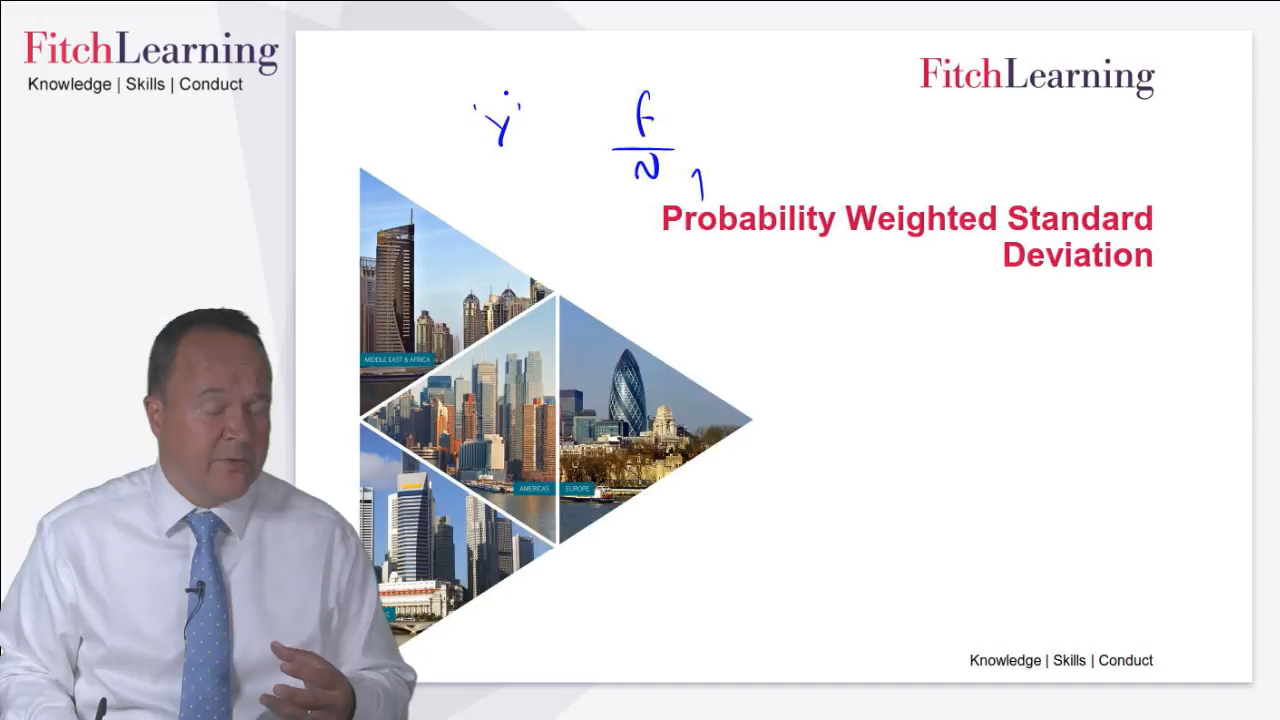 FitchLearning
Knowledge | Skills | Conduct
FitchLearning
'Y'
F
N
Probability Weighted Standard
Deviation
MIDDLE EAST & AFRICA
AMERICAS
EUROPE
Knowledge | Skills | Conduct